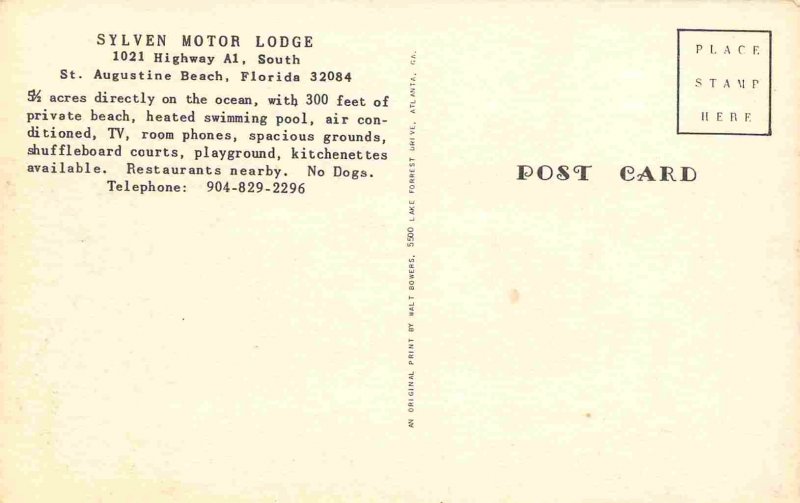 SYLVEN MOTOR LODGE
1021 Highway A1, South
St. Augustine Beach, Florida 32084
5½ acres directly on the ocean, with 300 feet of
private beach, heated swimming pool, air con-
ditioned, TV, room phones, spacious grounds,
shuffleboard courts, playground, kitchenettes
available. Restaurants nearby. No Dogs.
Telephone: 904-829-2296
AN ORIGINAL PRINT BY WALT BOWERS, 5500 LAKE FORREST DRIVE, ATLANTA, GA.
PLACE
STAMP
HERE
POST CARD